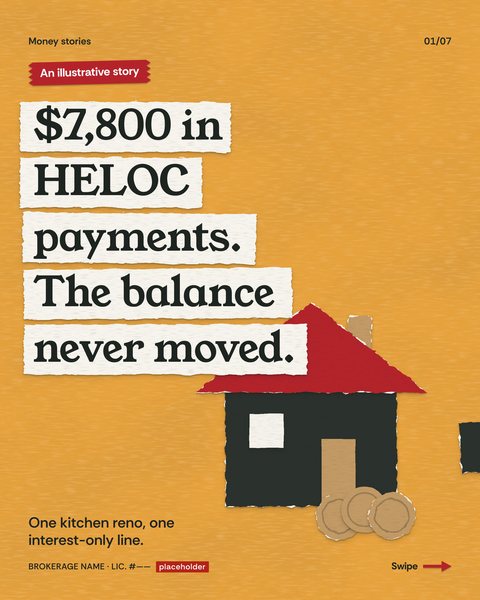 Money stories
01/07
An illustrative story
$7,800 in
HELOC
payments.
The balance
never moved.
One kitchen reno, one
interest-only line.
BROKERAGE NAME · LIC. #—— placeholder
Swipe